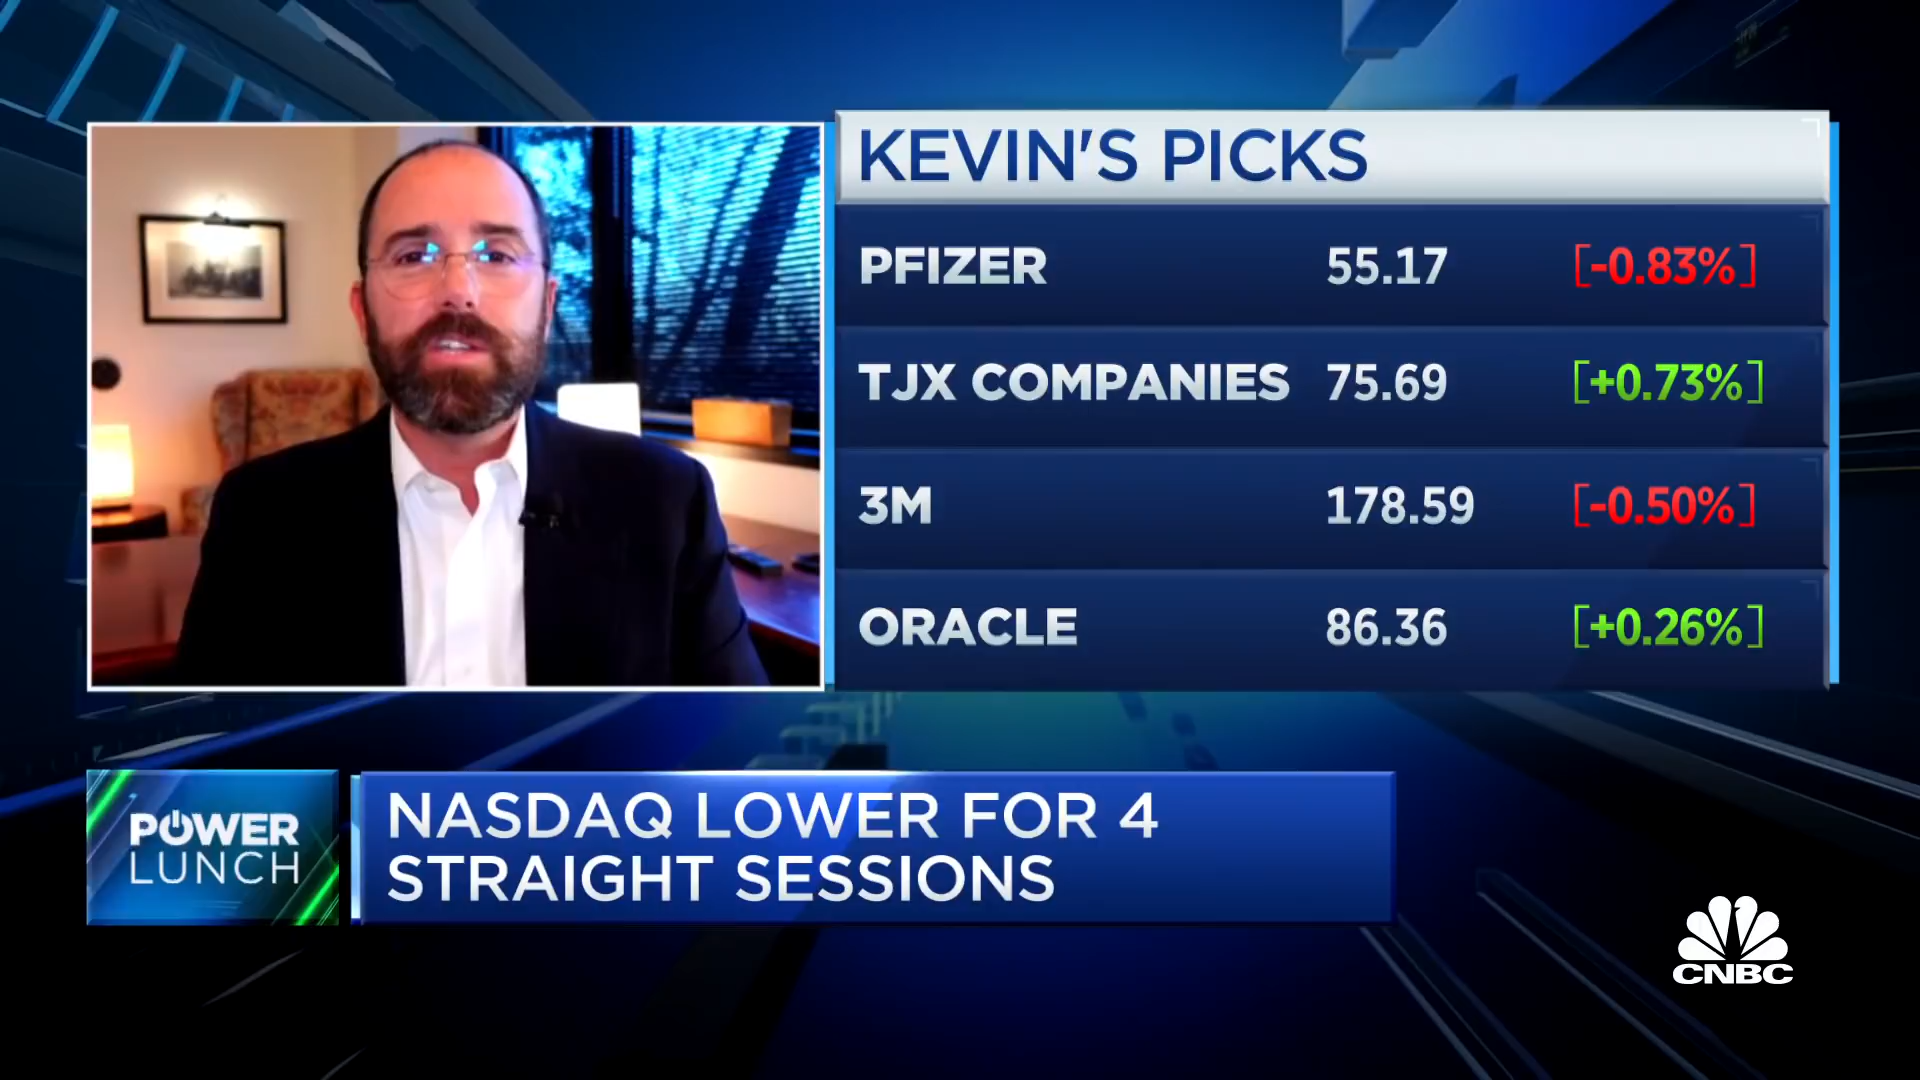 KEVIN'S PICKS
PFIZER 55.17 [-0.83%]
TJX COMPANIES 75.69 [+0.73%]
3M 178.59 [-0.50%]
ORACLE 86.36 [+0.26%]
POWER
LUNCH
NASDAQ LOWER FOR 4
STRAIGHT SESSIONS
CNBC